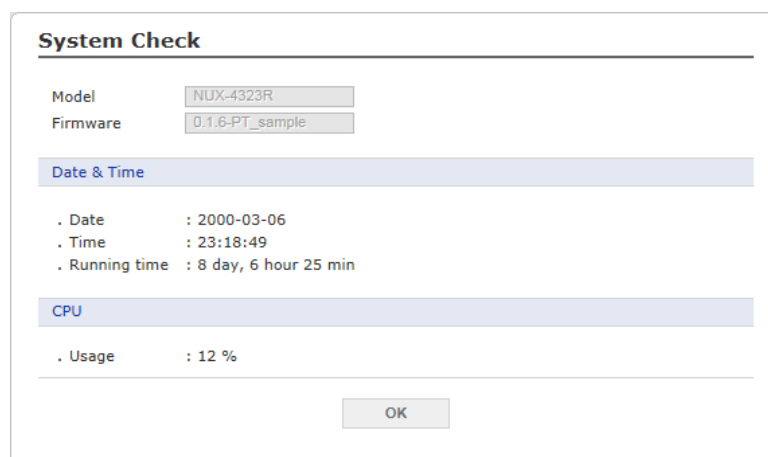 System Check
Model NUX-4323R
Firmware 0.1.6-PT_sample
Date & Time
. Date : 2000-03-06
. Time : 23:18:49
. Running time : 8 day, 6 hour 25 min
CPU
. Usage : 12 %
OK